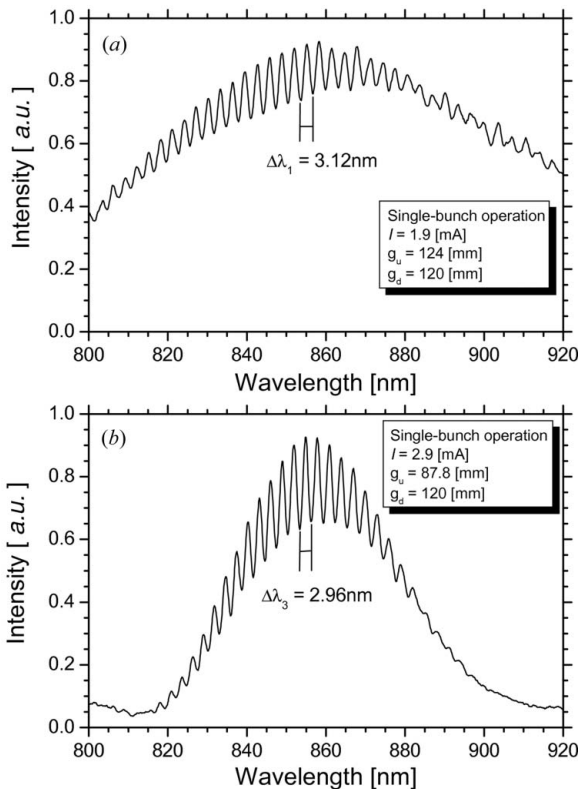 (a)
1.0
0.8
0.6
0.4
0.2
0.0
Intensity [ a.u. ]
Δλ₁ = 3.12nm
Single-bunch operation
I = 1.9 [mA]
gᵤ = 124 [mm]
g_d = 120 [mm]
800 820 840 860 880 900 920
Wavelength [nm]
(b)
1.0
0.8
0.6
0.4
0.2
0.0
Intensity [ a.u. ]
Δλ₃ = 2.96nm
Single-bunch operation
I = 2.9 [mA]
gᵤ = 87.8 [mm]
g_d = 120 [mm]
800 820 840 860 880 900 920
Wavelength [nm]